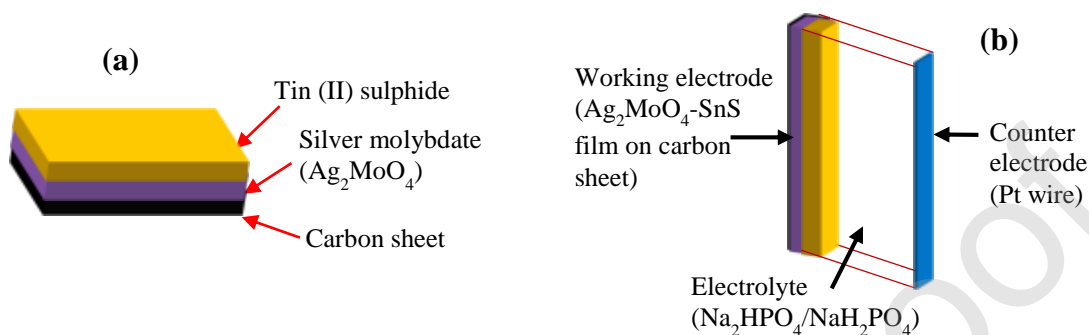 (a)
Tin (II) sulphide
Silver molybdate
(Ag₂MoO₄)
Carbon sheet
(b)
Working electrode
(Ag₂MoO₄-SnS
film on carbon
sheet)
Counter
electrode
(Pt wire)
Electrolyte
(Na₂HPO₄/NaH₂PO₄)